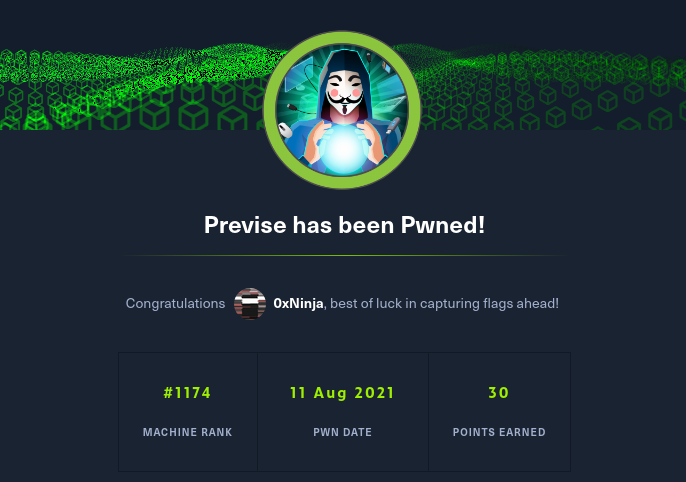 Previse has been Pwned!
Congratulations 0xNinja, best of luck in capturing flags ahead!
#1174 11 Aug 2021 30
MACHINE RANK PWN DATE POINTS EARNED